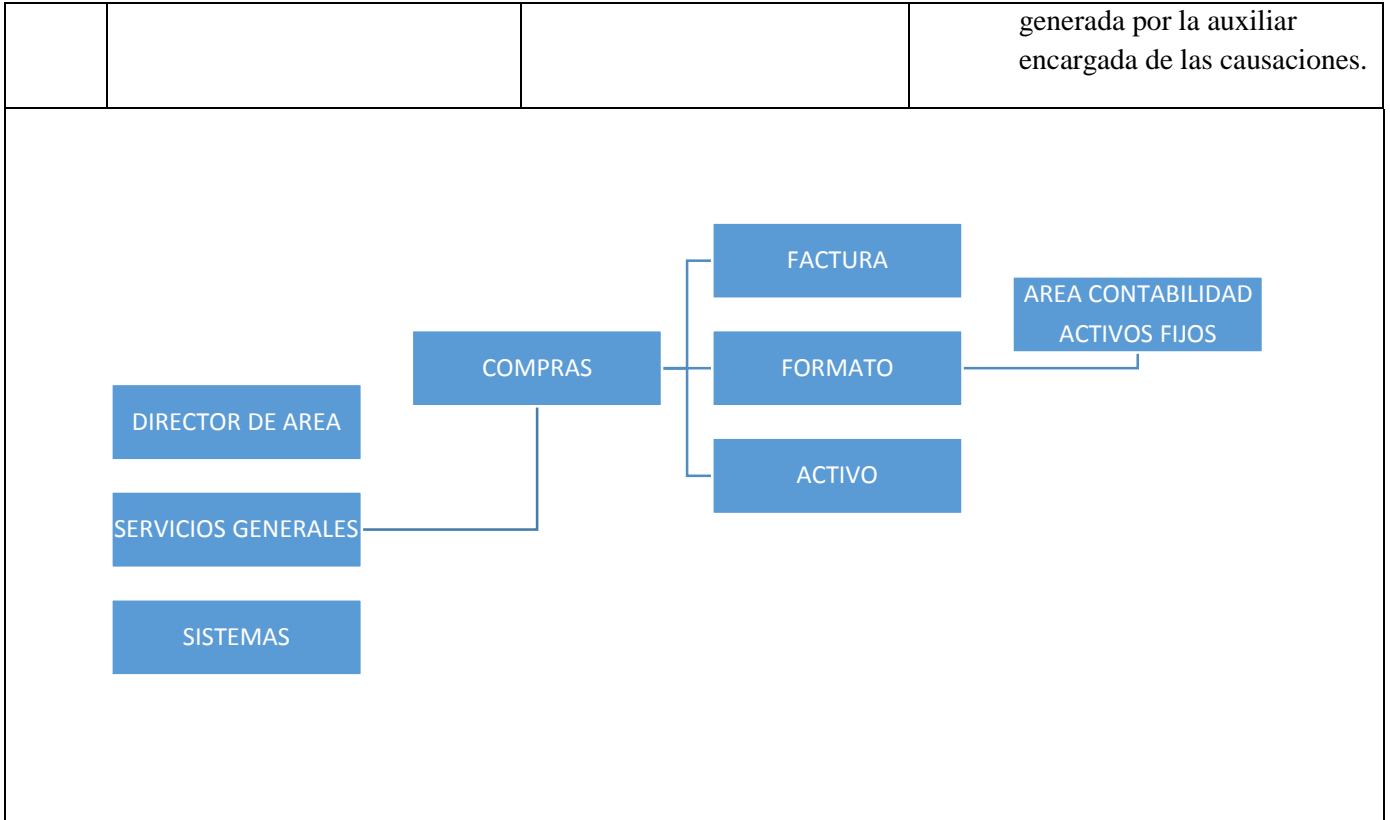 generada por la auxiliar
encargada de las causaciones.
FACTURA
AREA CONTABILIDAD
ACTIVOS FIJOS
COMPRAS
FORMATO
DIRECTOR DE AREA
ACTIVO
SERVICIOS GENERALES
SISTEMAS